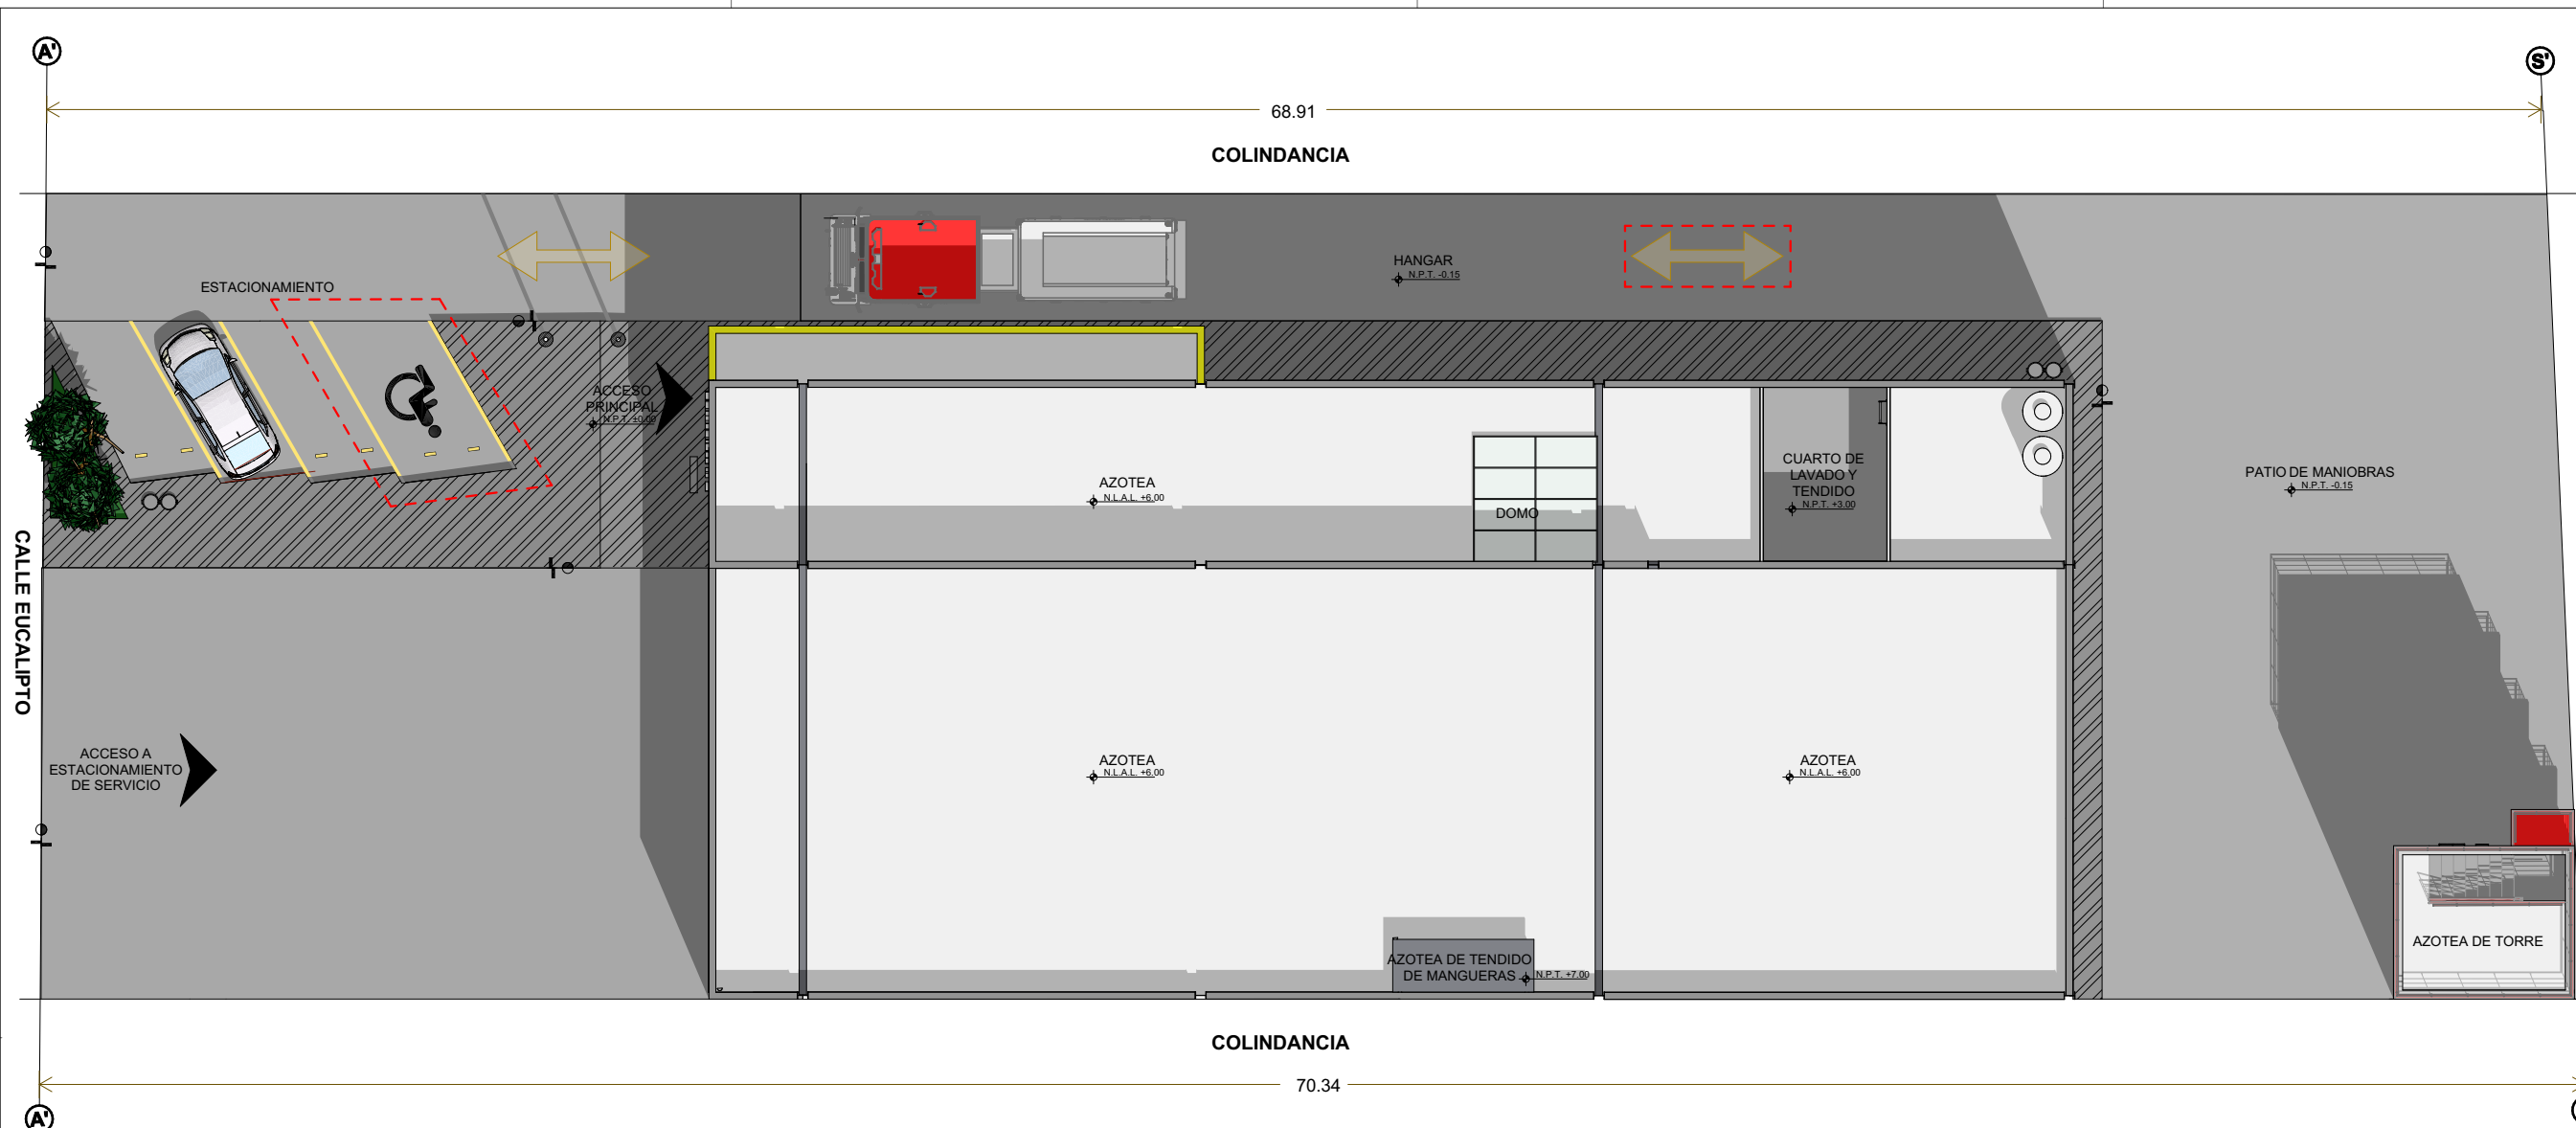 A'
S'
68.91
COLINDANCIA
HANGAR
N.P.T. -0.15
ESTACIONAMIENTO
ACCESO
PRINCIPAL
N.P.T. ±0.00
CUARTO DE
LAVADO Y
TENDIDO
N.P.T. +3.00
PATIO DE MANIOBRAS
N.P.T. -0.15
AZOTEA
N.L.A.L. +6.00
DOMO
CALLE EUCALIPTO
ACCESO A
ESTACIONAMIENTO
DE SERVICIO
AZOTEA
N.L.A.L. +6.00
AZOTEA
N.L.A.L. +6.00
AZOTEA DE TORRE
AZOTEA DE TENDIDO
DE MANGUERAS
N.P.T. +7.00
COLINDANCIA
70.34
A'